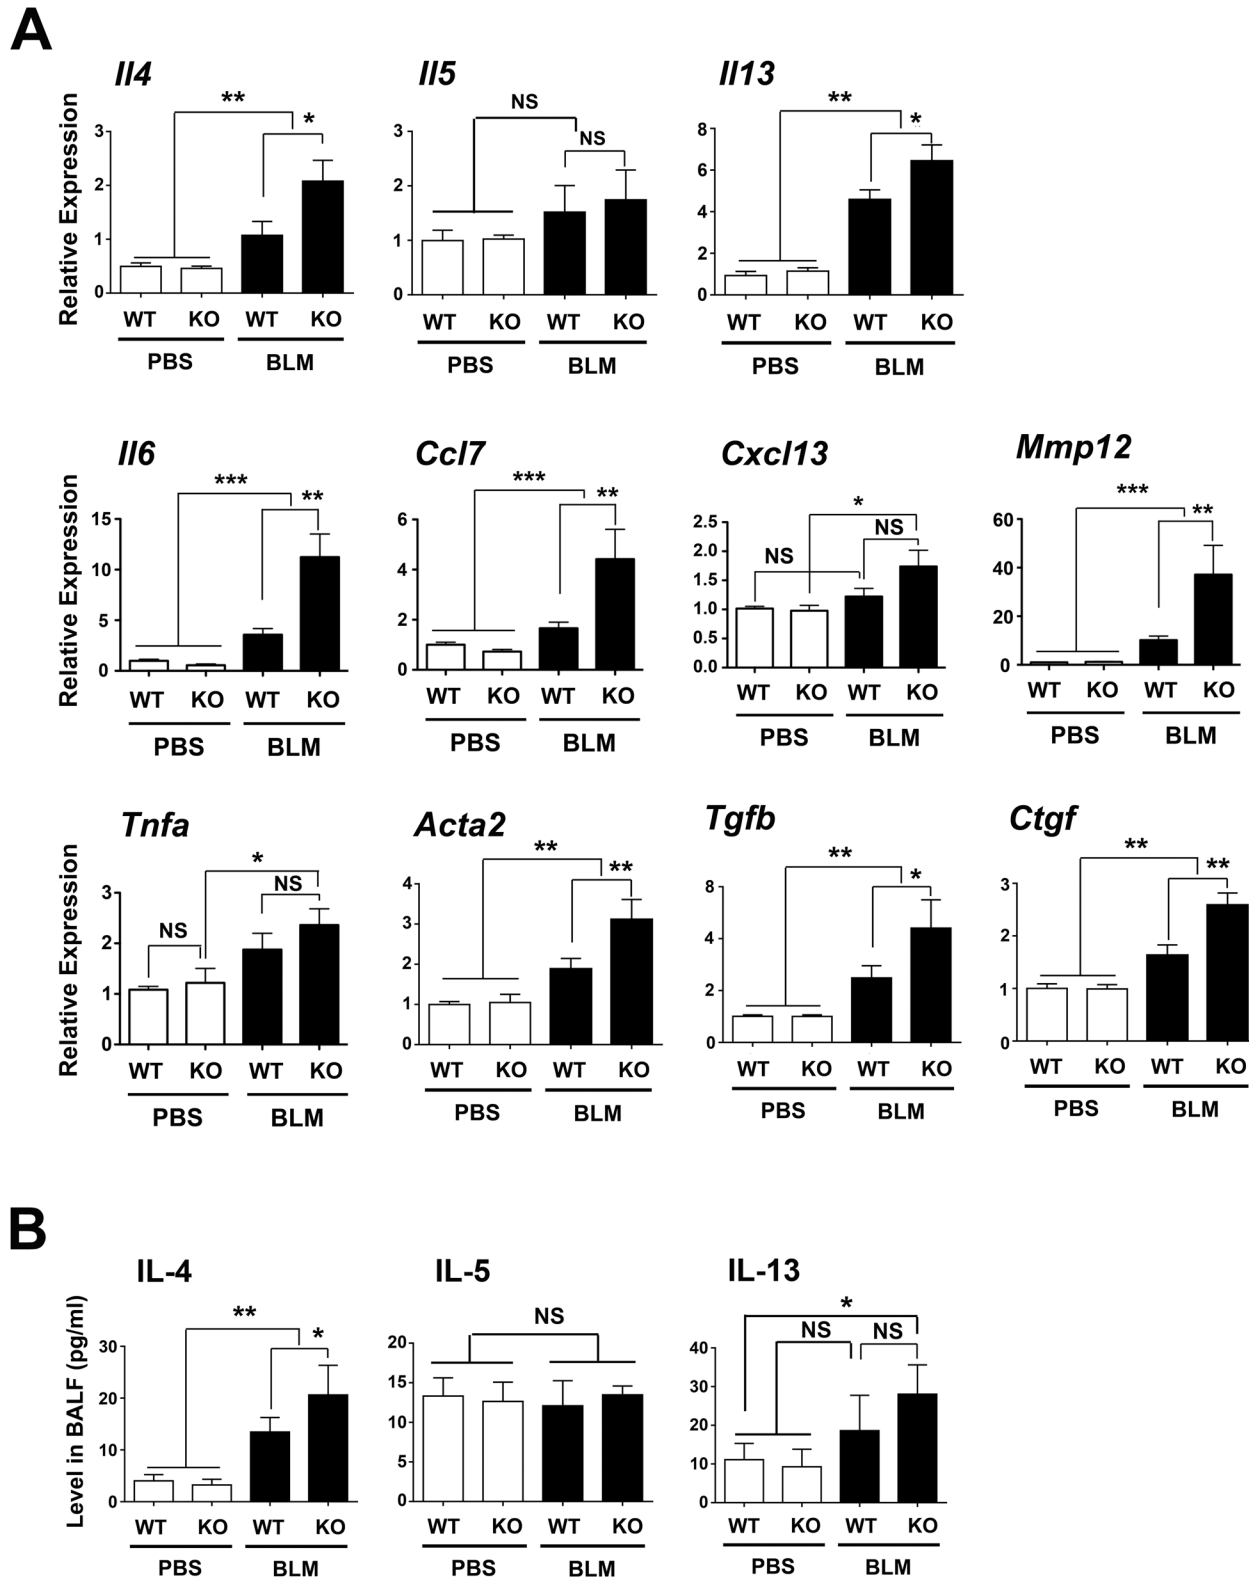 A
Il4 Il5 Il13
** NS **
* NS *
Relative Expression
3 2 1 0
3 2 1 0
8 6 4 2 0
WT KO WT KO WT KO WT KO WT KO WT KO
PBS BLM PBS BLM PBS BLM
Il6 Ccl7 Cxcl13 Mmp12
*** ** *** ** * NS NS *** **
Relative Expression
15 10 5 0
6 4 2 0
2.5 2.0 1.5 1.0 0.5 0.0
60 40 20 0
WT KO WT KO WT KO WT KO WT KO WT KO WT KO WT KO
PBS BLM PBS BLM PBS BLM PBS BLM
Tnfa Acta2 Tgfb Ctgf
* NS NS ** ** ** * ** **
Relative Expression
3 2 1 0
4 3 2 1 0
8 4 2 0
3 2 1 0
WT KO WT KO WT KO WT KO WT KO WT KO WT KO WT KO
PBS BLM PBS BLM PBS BLM PBS BLM
B
IL-4 IL-5 IL-13
** * NS * NS NS
Level in BALF (pg/ml)
30 20 10 0
20 15 10 5 0
40 30 20 10 0
WT KO WT KO WT KO WT KO WT KO WT KO
PBS BLM PBS BLM PBS BLM